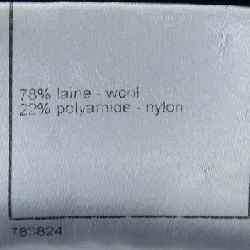 78% laine - wool
22% polyamide - nylon
783824